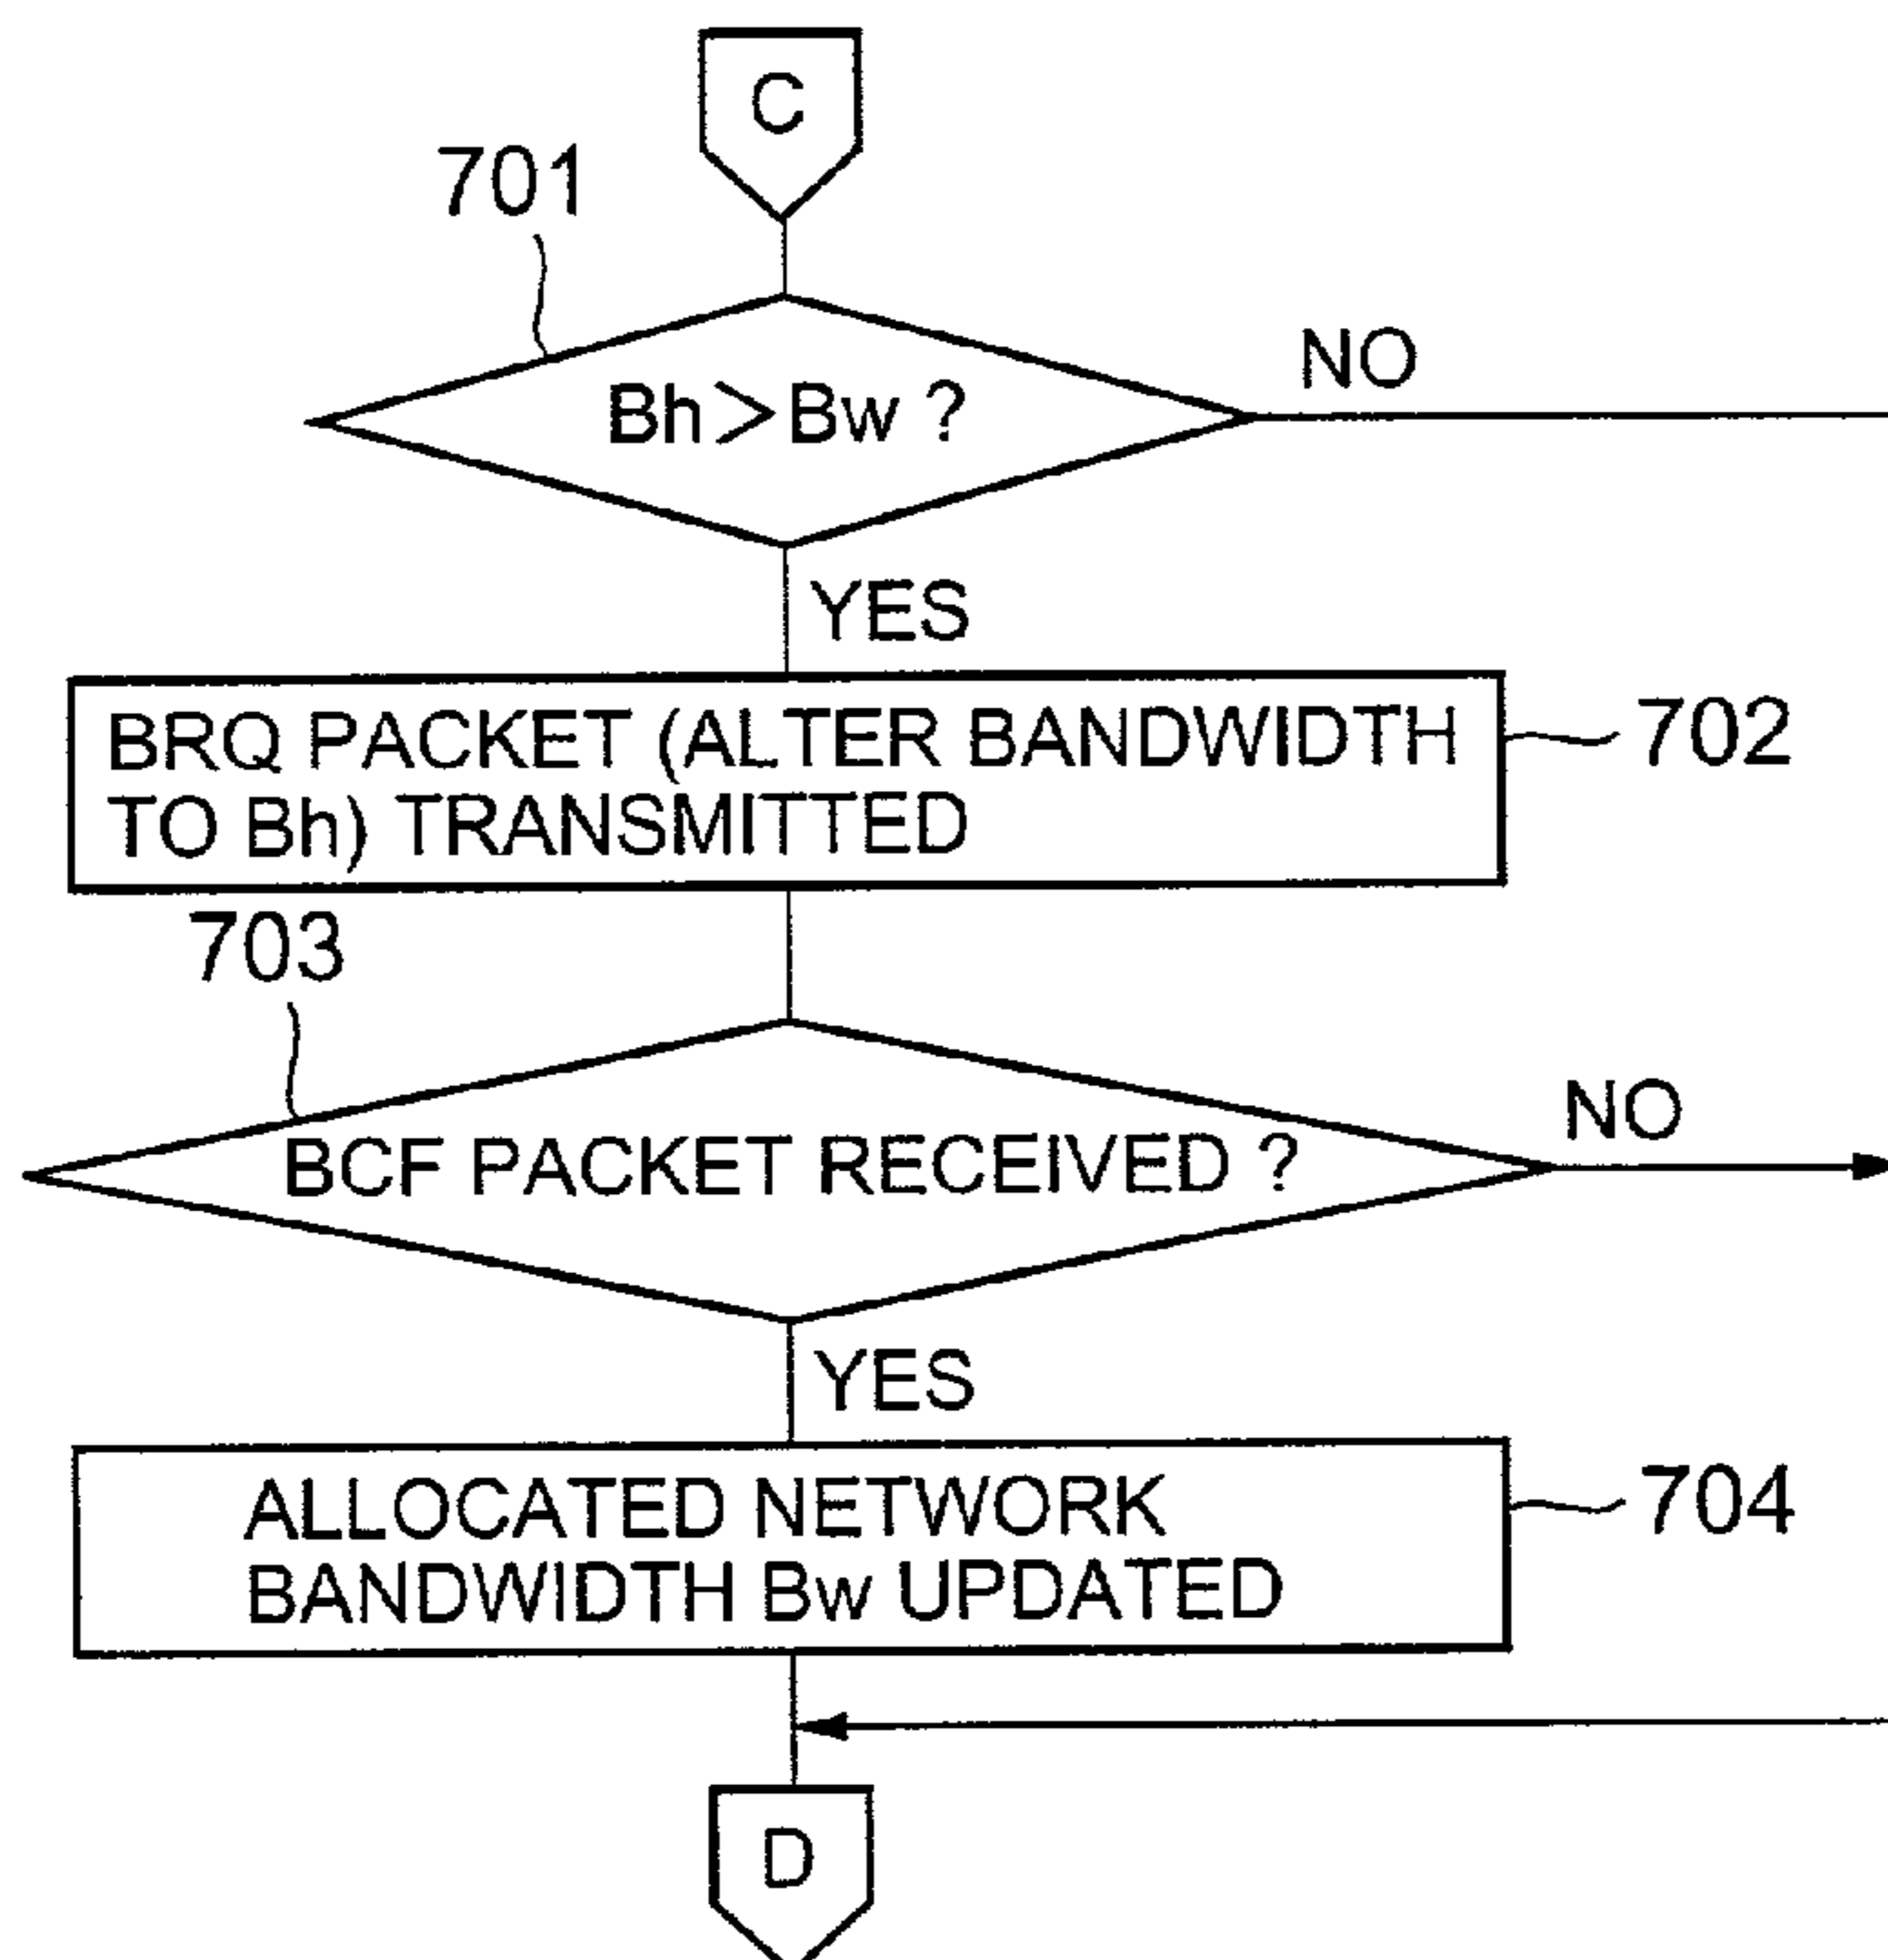 C
701
Bh>Bw ?
NO
YES
BRQ PACKET (ALTER BANDWIDTH
TO Bh) TRANSMITTED
702
703
BCF PACKET RECEIVED ?
NO
YES
ALLOCATED NETWORK
BANDWIDTH Bw UPDATED
704
D